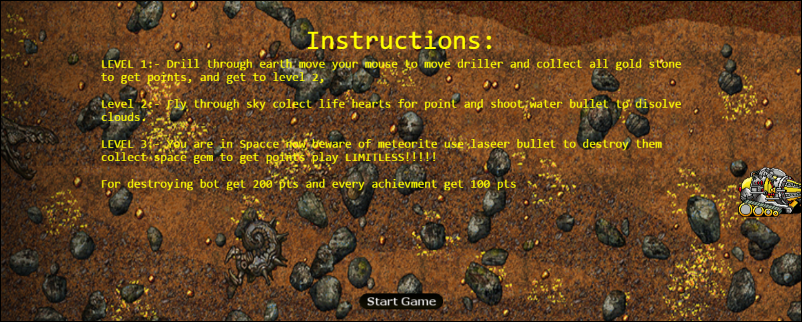 Instructions:
LEVEL 1:- Drill through earth move your mouse to move driller and collect all gold stone
to get points, and get to level 2,
Level 2:- Fly through sky colect life hearts for point and shoot water bullet to disolve
clouds.
LEVEL 3:- You are in Spacce now beware of meteorite use laseer bullet to destroy them
collect space gem to get points play LIMITLESS!!!!!
For destroying bot get 200 pts and every achievment get 100 pts
Start Game